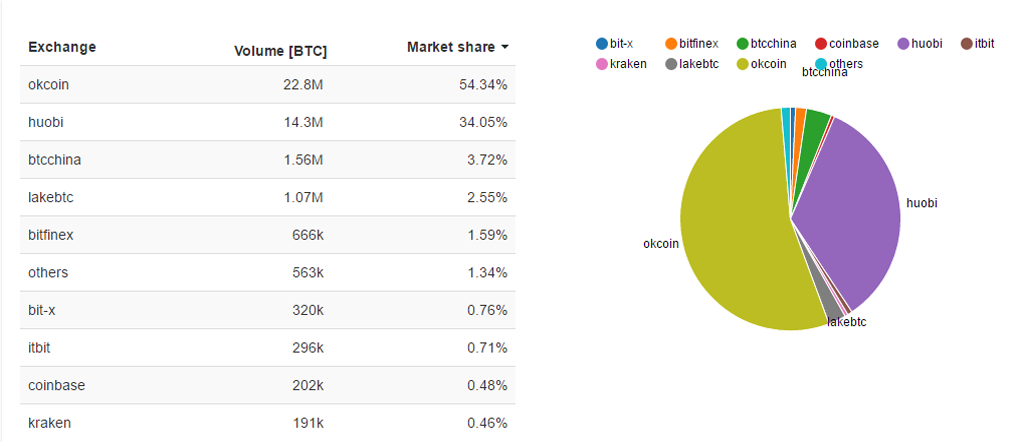 Exchange Volume [BTC] Market share
okcoin 22.8M 54.34%
huobi 14.3M 34.05%
btcchina 1.56M 3.72%
lakebtc 1.07M 2.55%
bitfinex 666k 1.59%
others 563k 1.34%
bit-x 320k 0.76%
itbit 296k 0.71%
coinbase 202k 0.48%
kraken 191k 0.46%
bit-x bitfinex btcchina coinbase huobi itbit
kraken lakebtc okcoin others
btcchina
huobi
okcoin
lakebtc